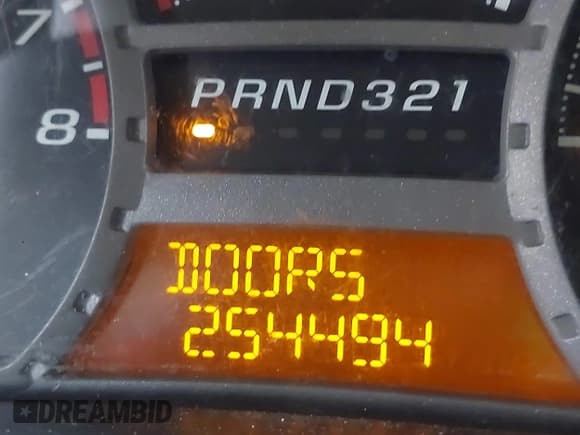 7
8
PRND321
DOORS
254494
DREAMBID